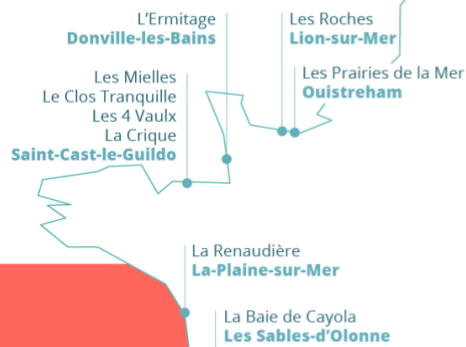 L'Ermitage
Donville-les-Bains
Les Roches
Lion-sur-Mer
Les Mielles
Le Clos Tranquille
Les 4 Vaulx
La Crique
Saint-Cast-le-Guildo
Les Prairies de la Mer
Ouistreham
La Renaudière
La-Plaine-sur-Mer
La Baie de Cayola
Les Sables-d'Olonne